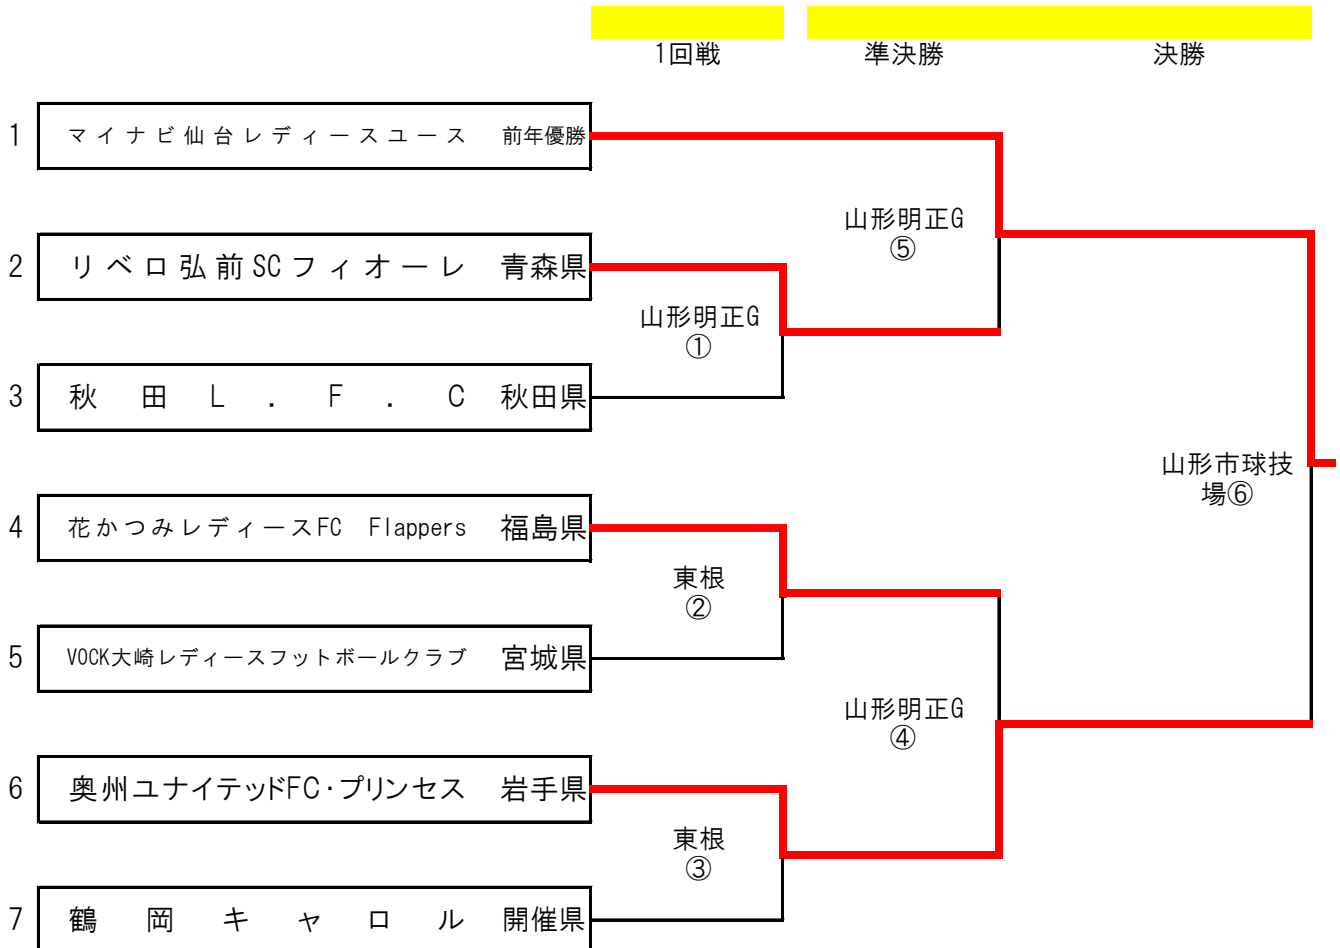 1回戦 準決勝 決勝
1 マイナビ仙台レディースユース 前年優勝
山形明正G
⑤
2 リベロ弘前SCフィオーレ 青森県
山形明正G
①
3 秋田L.F.C 秋田県
山形市球技
場⑥
4 花かつみレディースFC Flappers 福島県
東根
②
5 VOCK大崎レディースフットボールクラブ 宮城県
山形明正G
④
6 奥州ユナイテッドFC・プリンセス 岩手県
東根
③
7 鶴岡キャロル 開催県